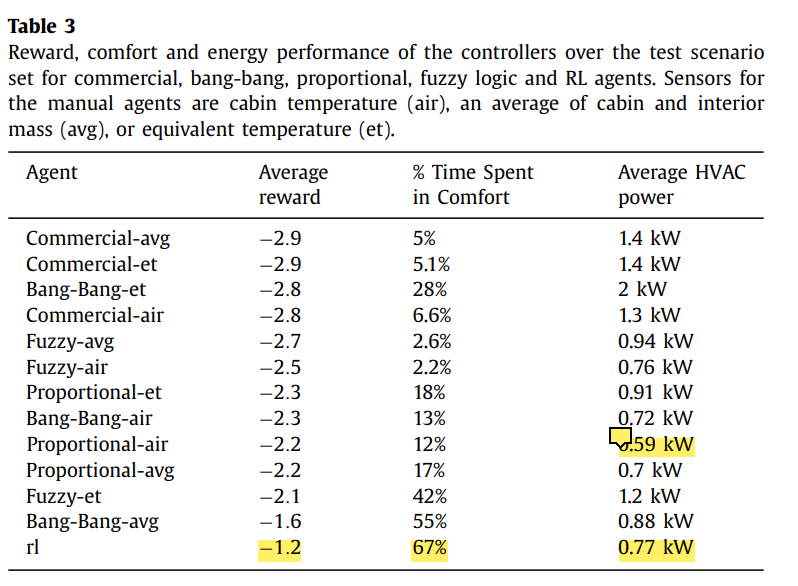 Table 3
Reward, comfort and energy performance of the controllers over the test scenario
set for commercial, bang-bang, proportional, fuzzy logic and RL agents. Sensors for
the manual agents are cabin temperature (air), an average of cabin and interior
mass (avg), or equivalent temperature (et).
Agent Average reward % Time Spent in Comfort Average HVAC power
Commercial-avg −2.9 5% 1.4 kW
Commercial-et −2.9 5.1% 1.4 kW
Bang-Bang-et −2.8 28% 2 kW
Commercial-air −2.8 6.6% 1.3 kW
Fuzzy-avg −2.7 2.6% 0.94 kW
Fuzzy-air −2.5 2.2% 0.76 kW
Proportional-et −2.3 18% 0.91 kW
Bang-Bang-air −2.3 13% 0.72 kW
Proportional-air −2.2 12% 0.59 kW
Proportional-avg −2.2 17% 0.7 kW
Fuzzy-et −2.1 42% 1.2 kW
Bang-Bang-avg −1.6 55% 0.88 kW
rl −1.2 67% 0.77 kW